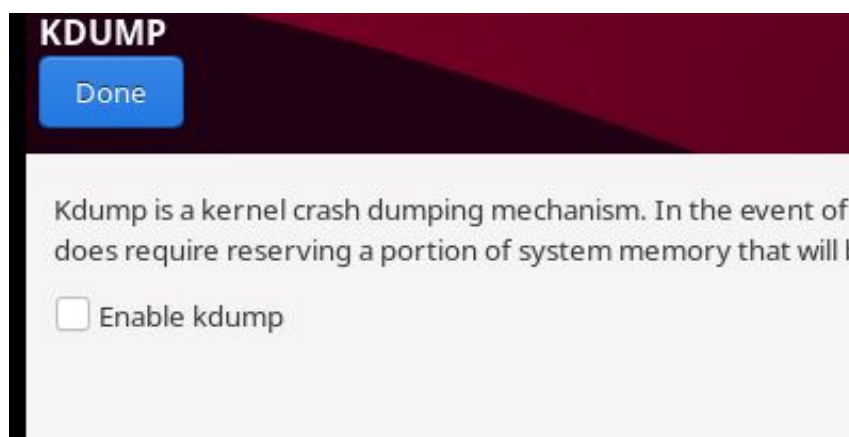 KDUMP
Done
Kdump is a kernel crash dumping mechanism. In the event of
does require reserving a portion of system memory that will
Enable kdump